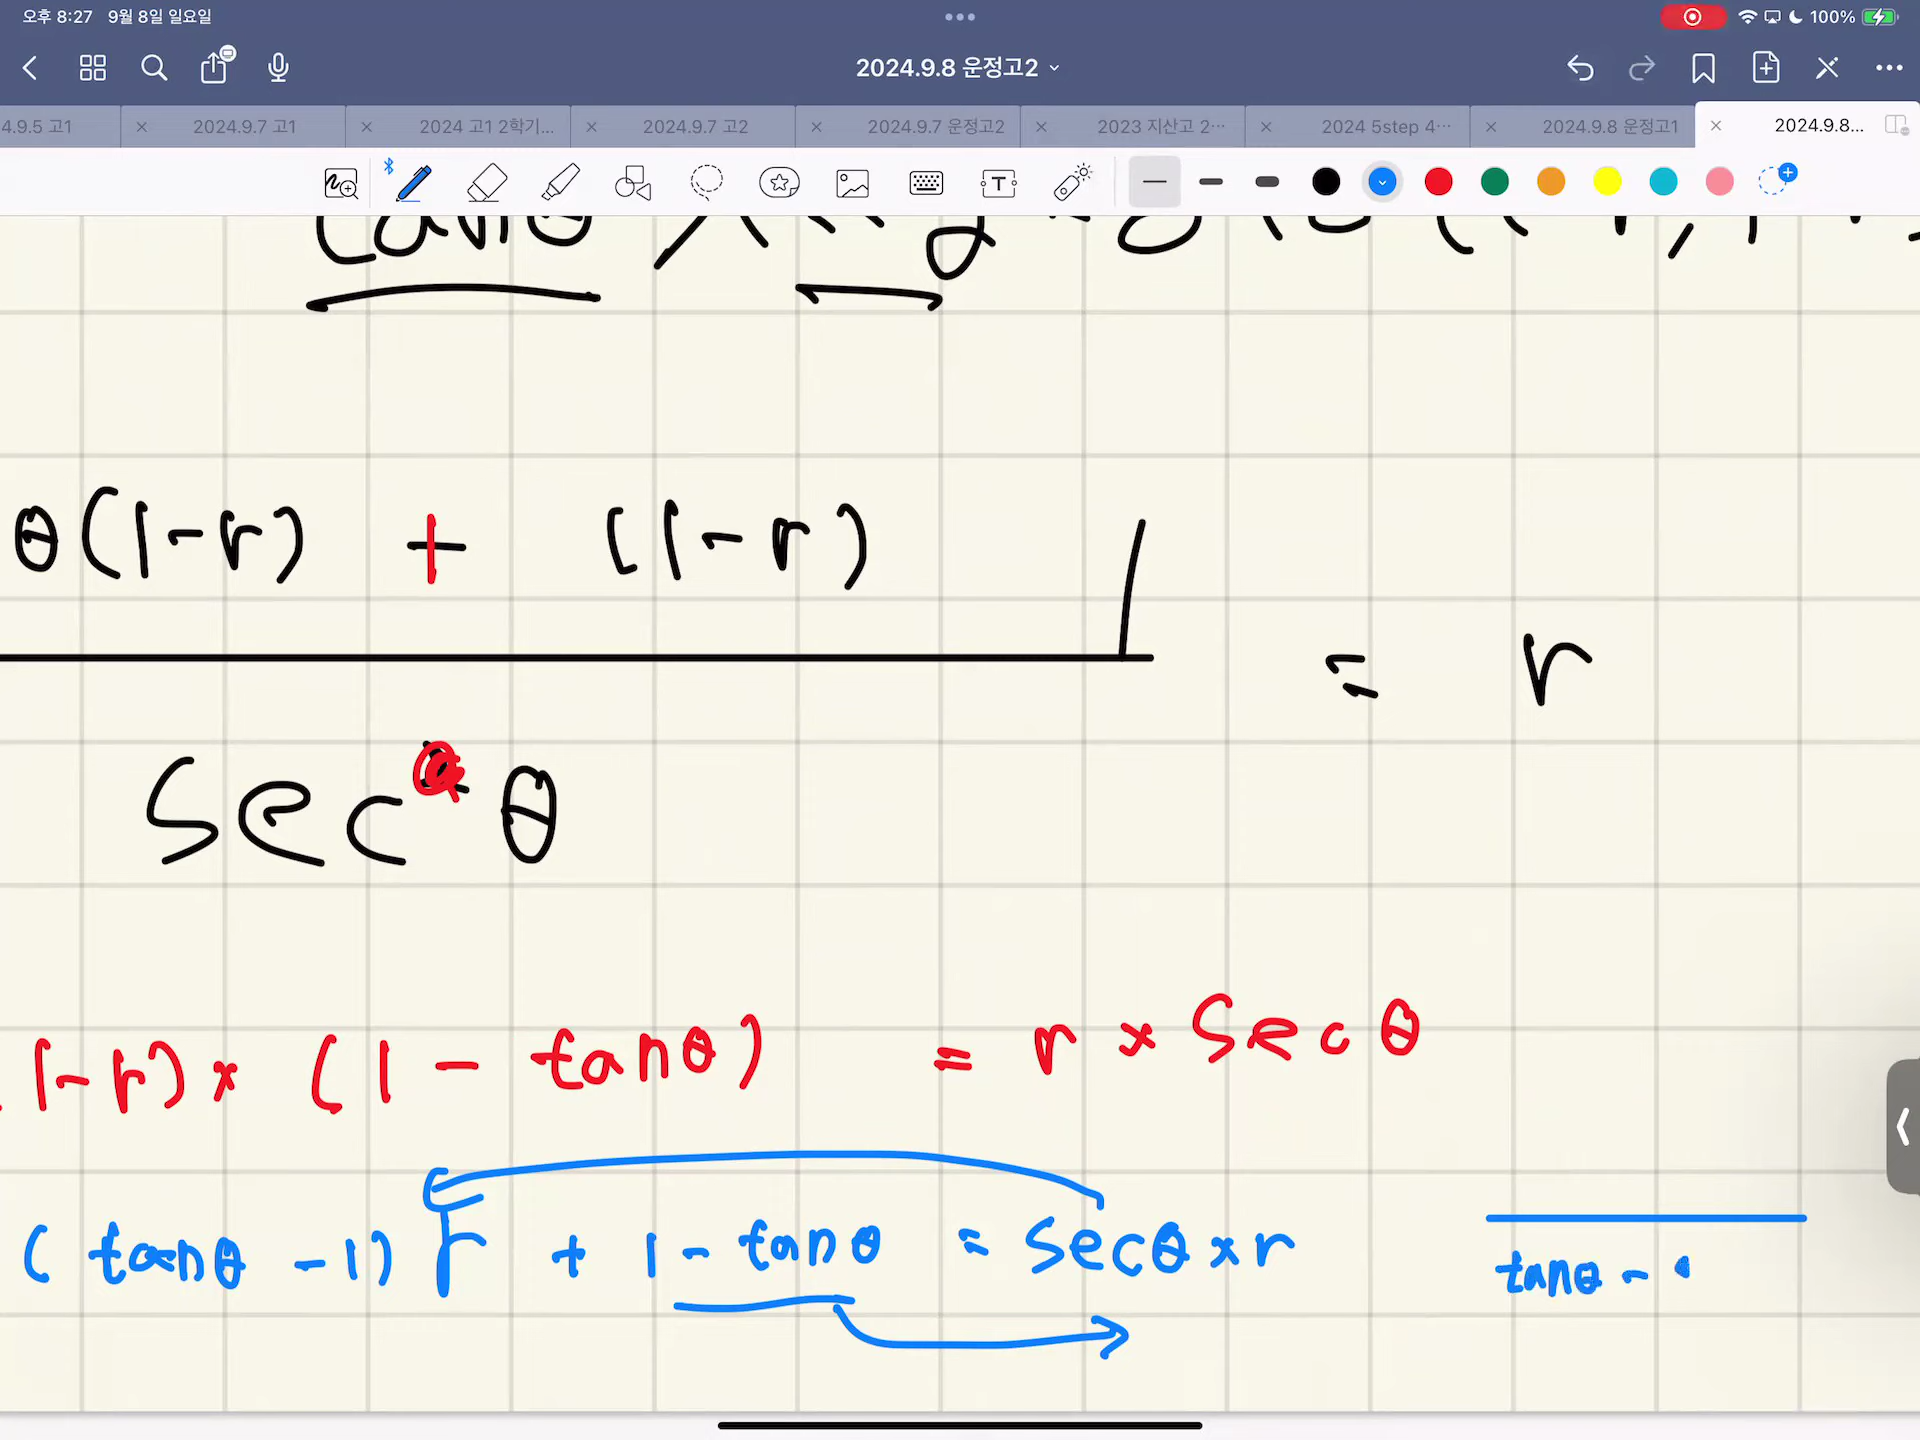 오후 8:27 9월 8일 일요일
100%
2024.9.8 운정고2
4.9.5 고1
2024.9.7 고1
2024 고1 2학기...
2024.9.7 고2
2024.9.7 운정고2
2023 지산고 2...
2024 5step 4...
2024.9.8 운정고1
2024.9.8...
tanθ
θ(1-r) + (1-r)
= r
secθ
(1-r)×(1-tanθ) = r×secθ
(tanθ-1)r + 1-tanθ = secθ×r
tanθ-